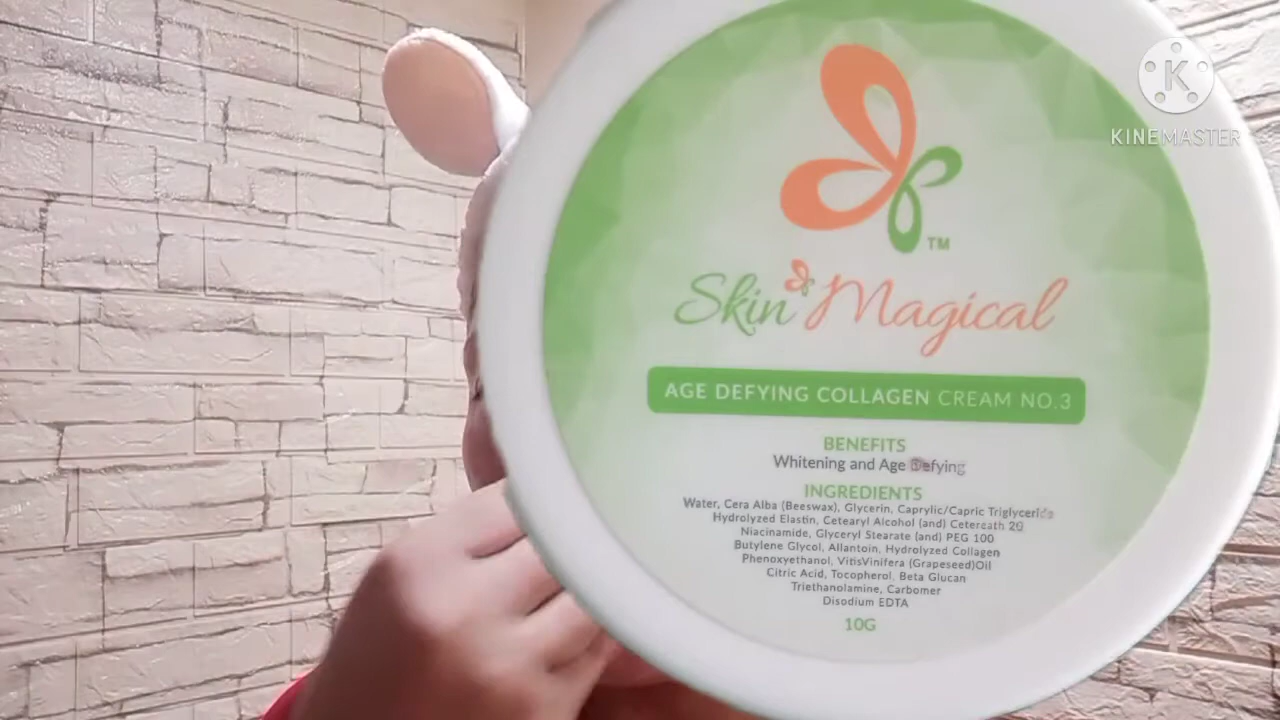 K
KINEMASTER
TM
Skin Magical
AGE DEFYING COLLAGEN CREAM NO.3
BENEFITS
Whitening and Age Defying
INGREDIENTS
Water, Cera Alba (Beeswax), Glycerin, Caprylic/Capric Triglyceride
Hydrolyzed Elastin, Cetearyl Alcohol (and) Cetereath 20
Niacinamide, Glyceryl Stearate (and) PEG 100
Butylene Glycol, Allantoin, Hydrolyzed Collagen
Phenoxyethanol, VitisVinifera (Grapeseed)Oil
Citric Acid, Tocopherol, Beta Glucan
Triethanolamine, Carbomer
Disodium EDTA
10G